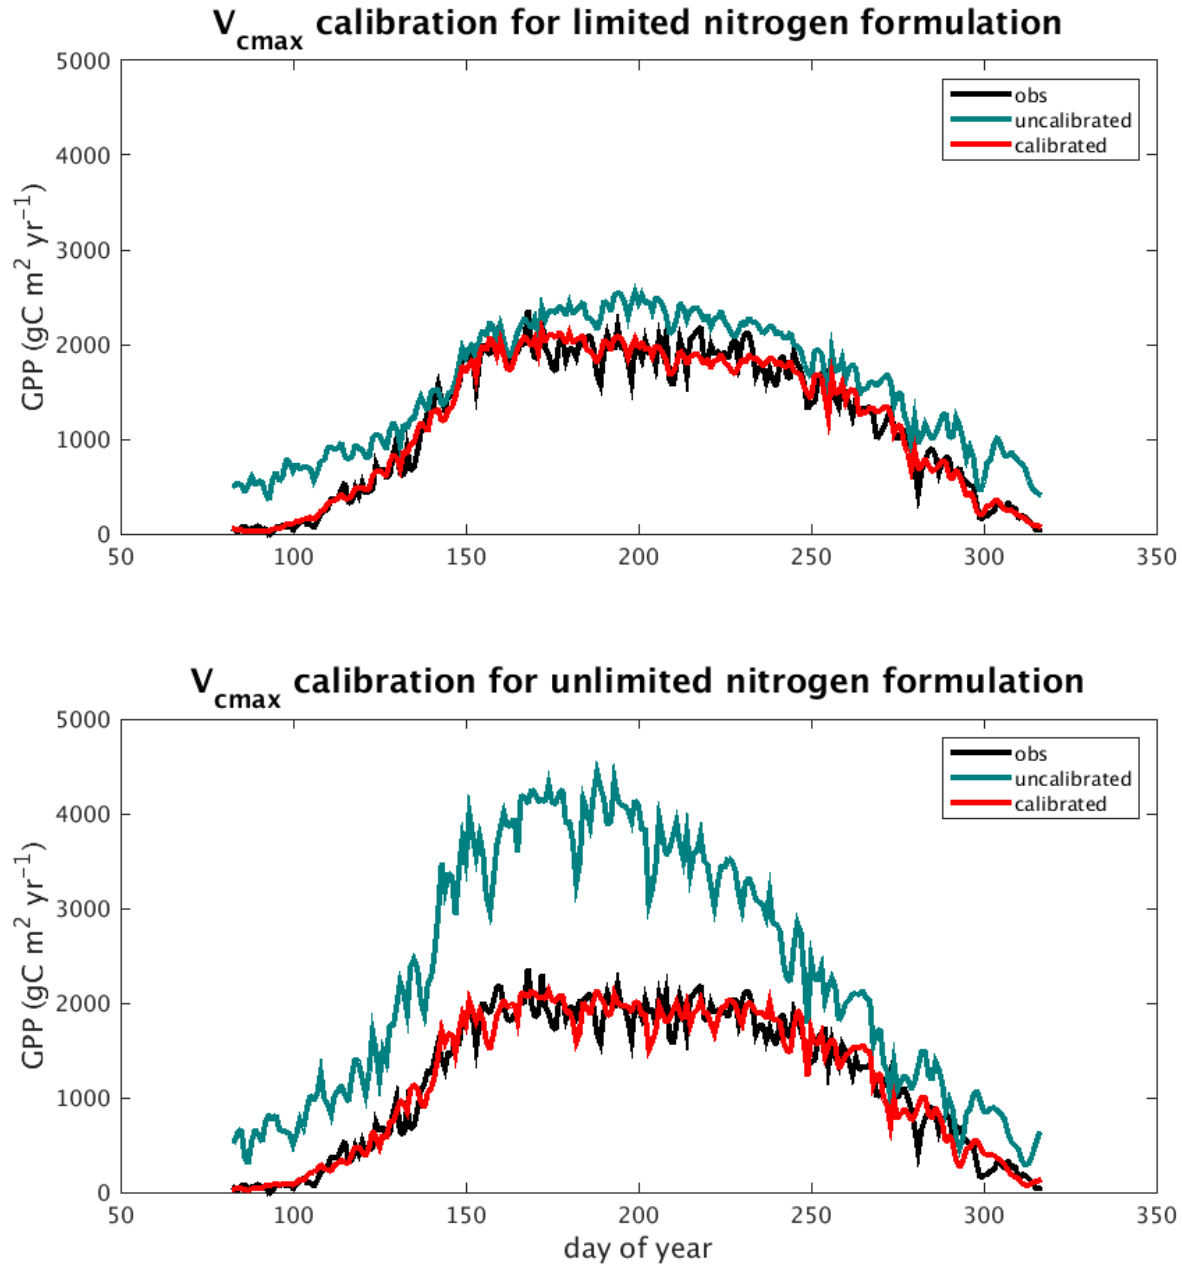 V_cmax calibration for limited nitrogen formulation
5000
4000
3000
2000
1000
0
GPP (gC m² yr⁻¹)
obs
uncalibrated
calibrated
50 100 150 200 250 300 350
V_cmax calibration for unlimited nitrogen formulation
5000
4000
3000
2000
1000
0
GPP (gC m² yr⁻¹)
obs
uncalibrated
calibrated
50 100 150 200 250 300 350
day of year